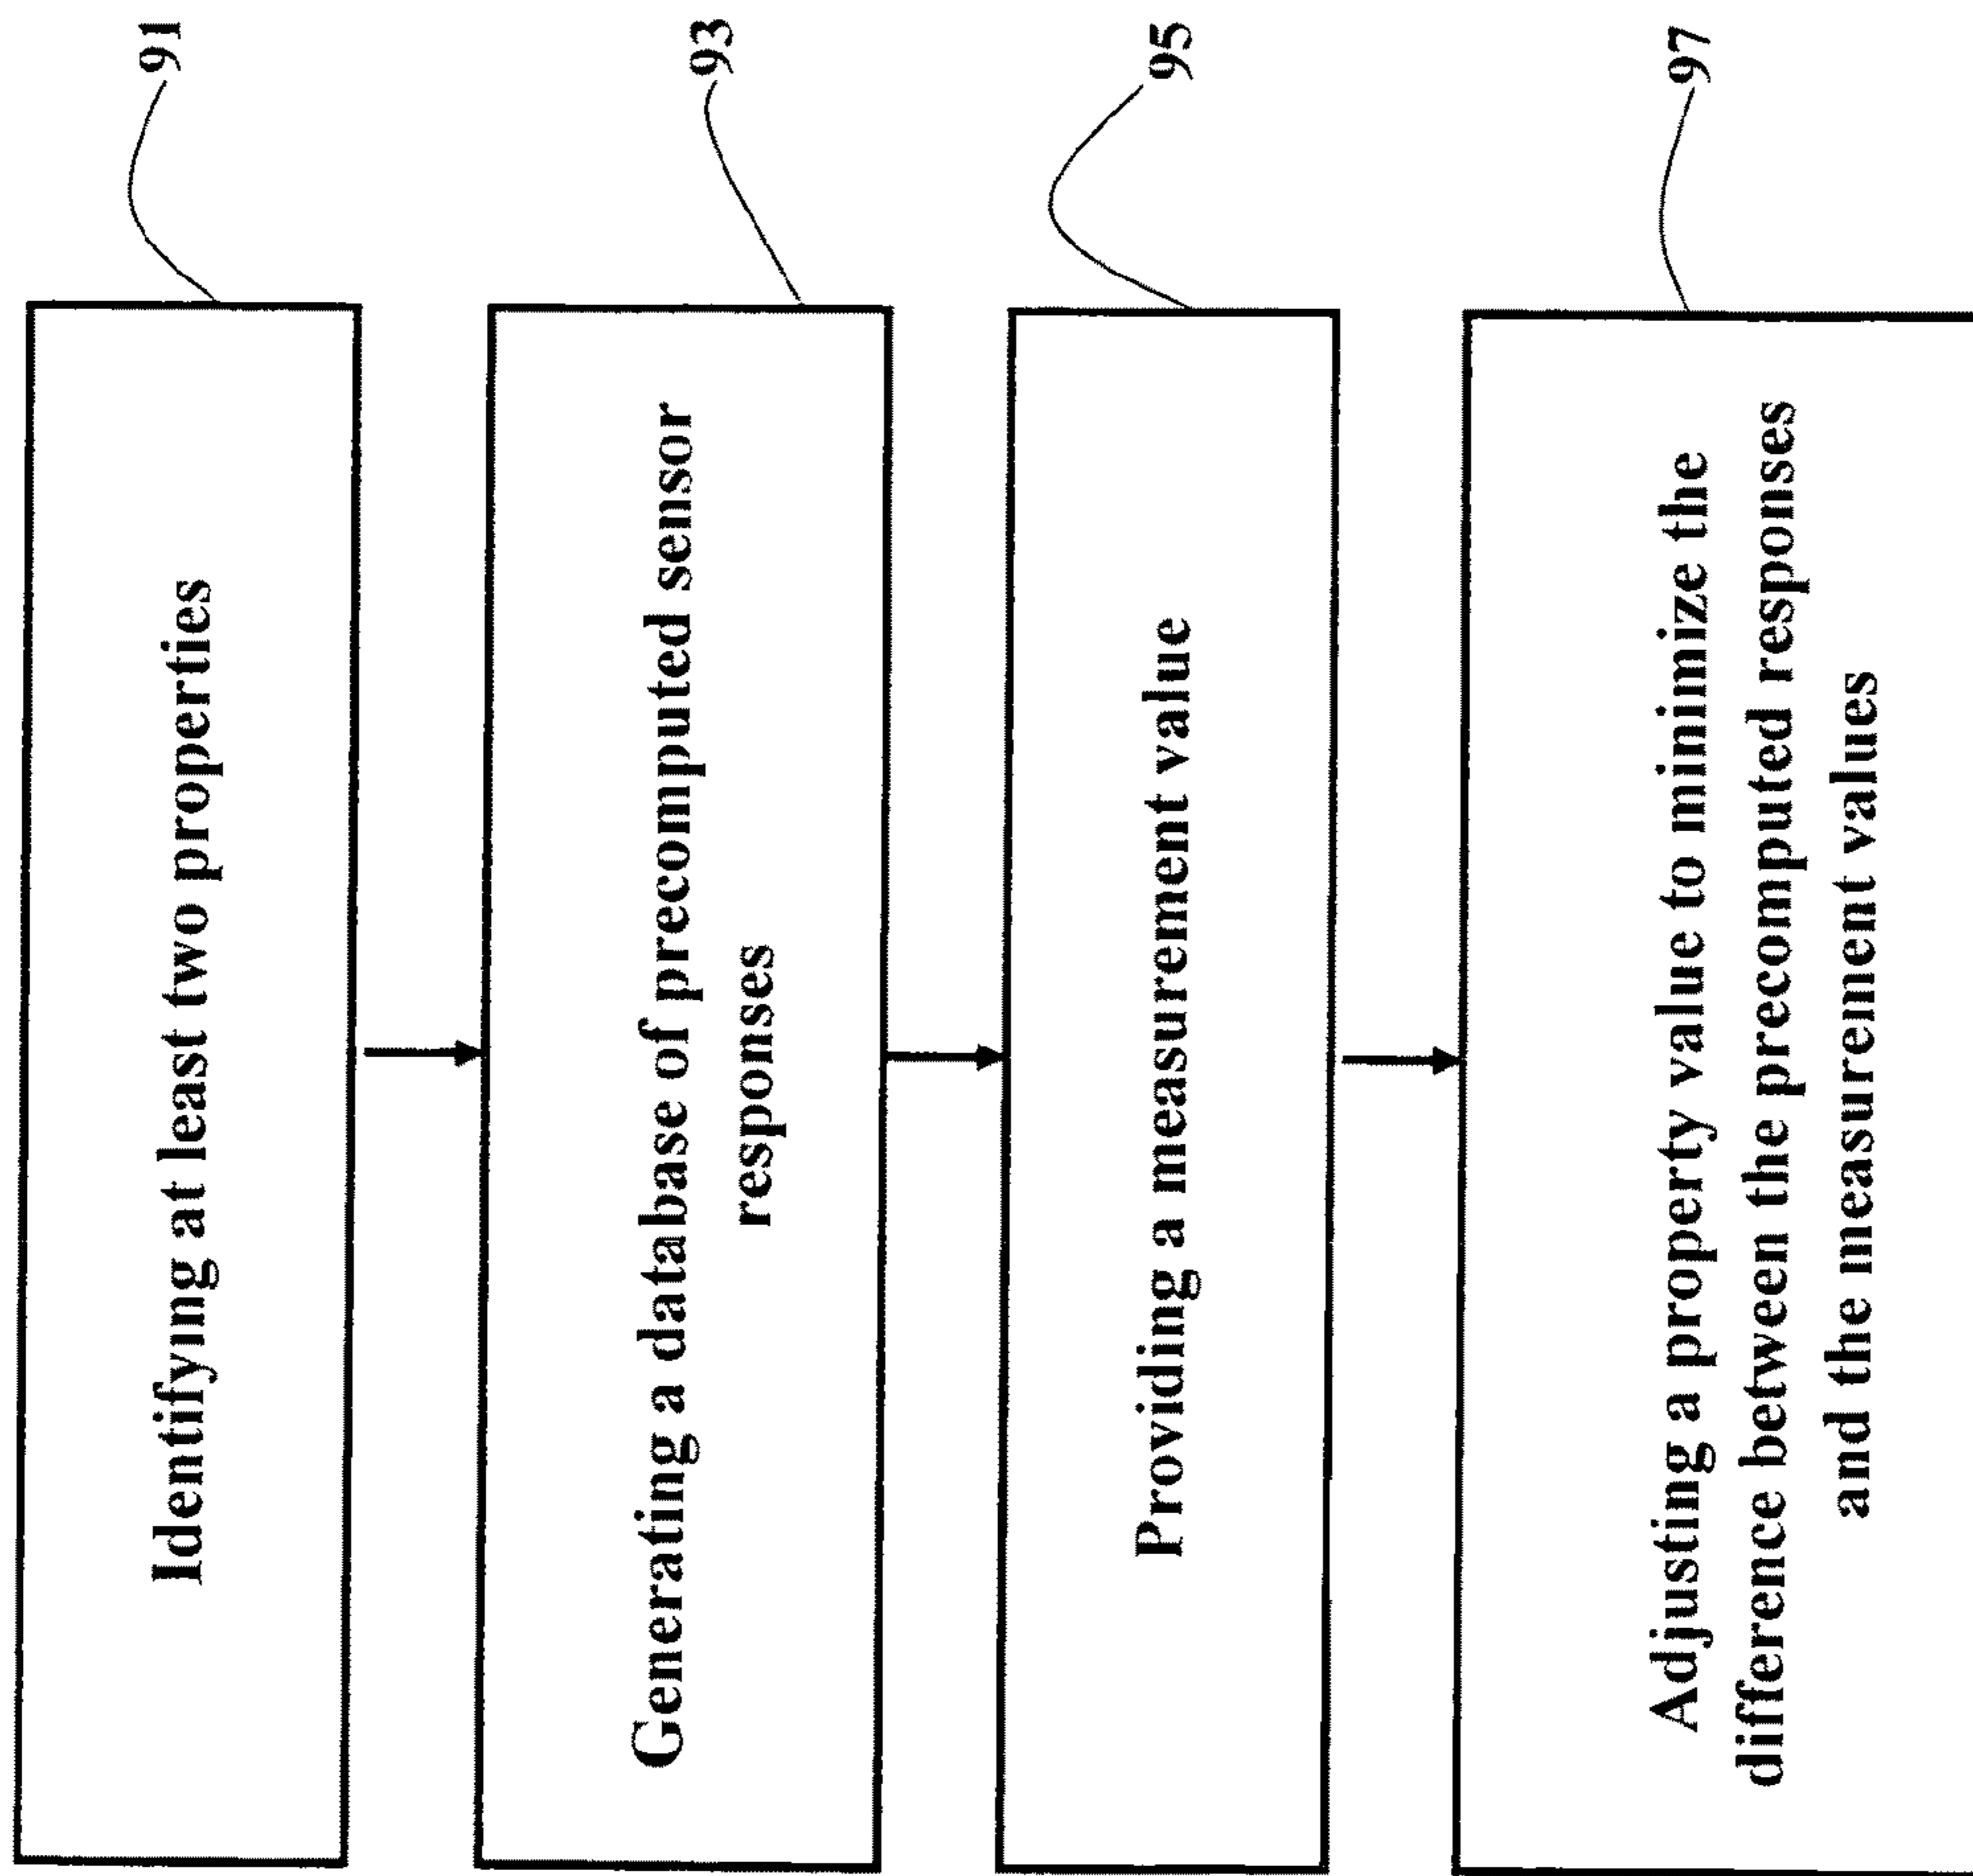 Identifying at least two properties
91
Generating a database of precomputed sensor
responses
93
Providing a measurement value
95
Adjusting a property value to minimize the
difference between the precomputed responses
and the measurement values
97